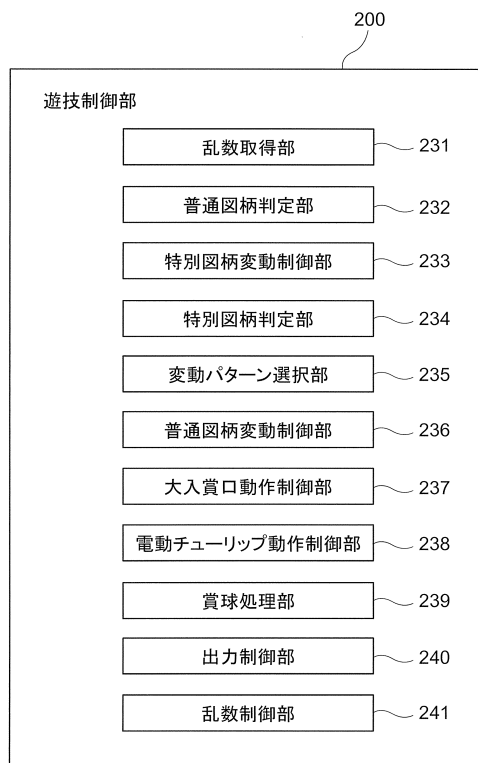 200
遊技制御部
乱数取得部 231
普通図柄判定部 232
特別図柄変動制御部 233
特別図柄判定部 234
変動パターン選択部 235
普通図柄変動制御部 236
大入賞口動作制御部 237
電動チューリップ動作制御部 238
賞球処理部 239
出力制御部 240
乱数制御部 241